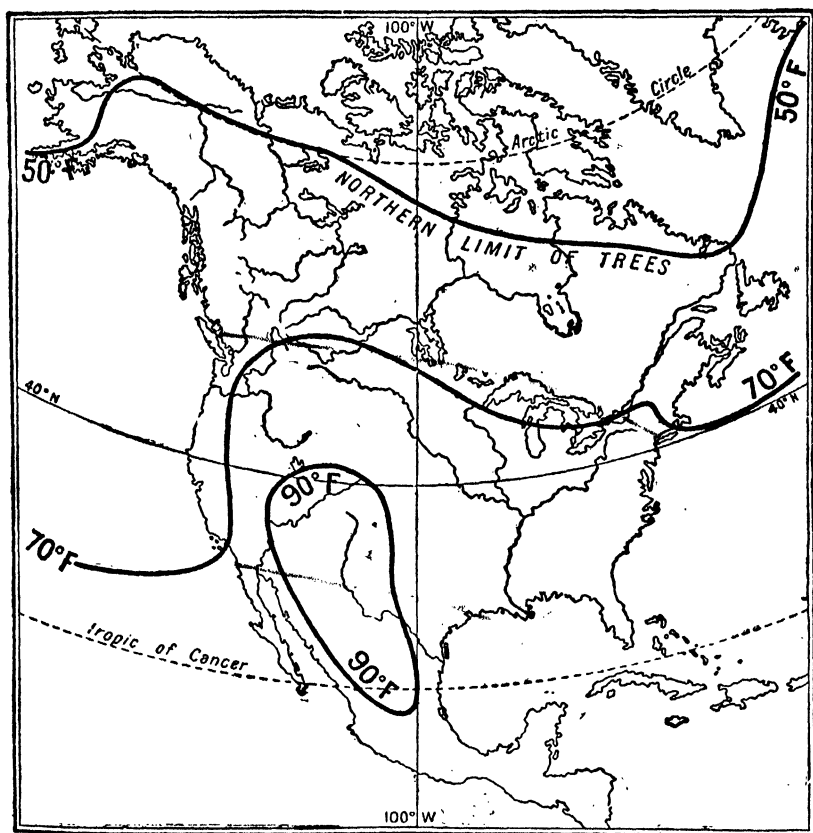 100° W
Circle
Arctic
50° F
50° F
NORTHERN LIMIT OF TREES
40° N
70° F
40° N
90° F
70° F
tropic of Cancer
90° F
100° W